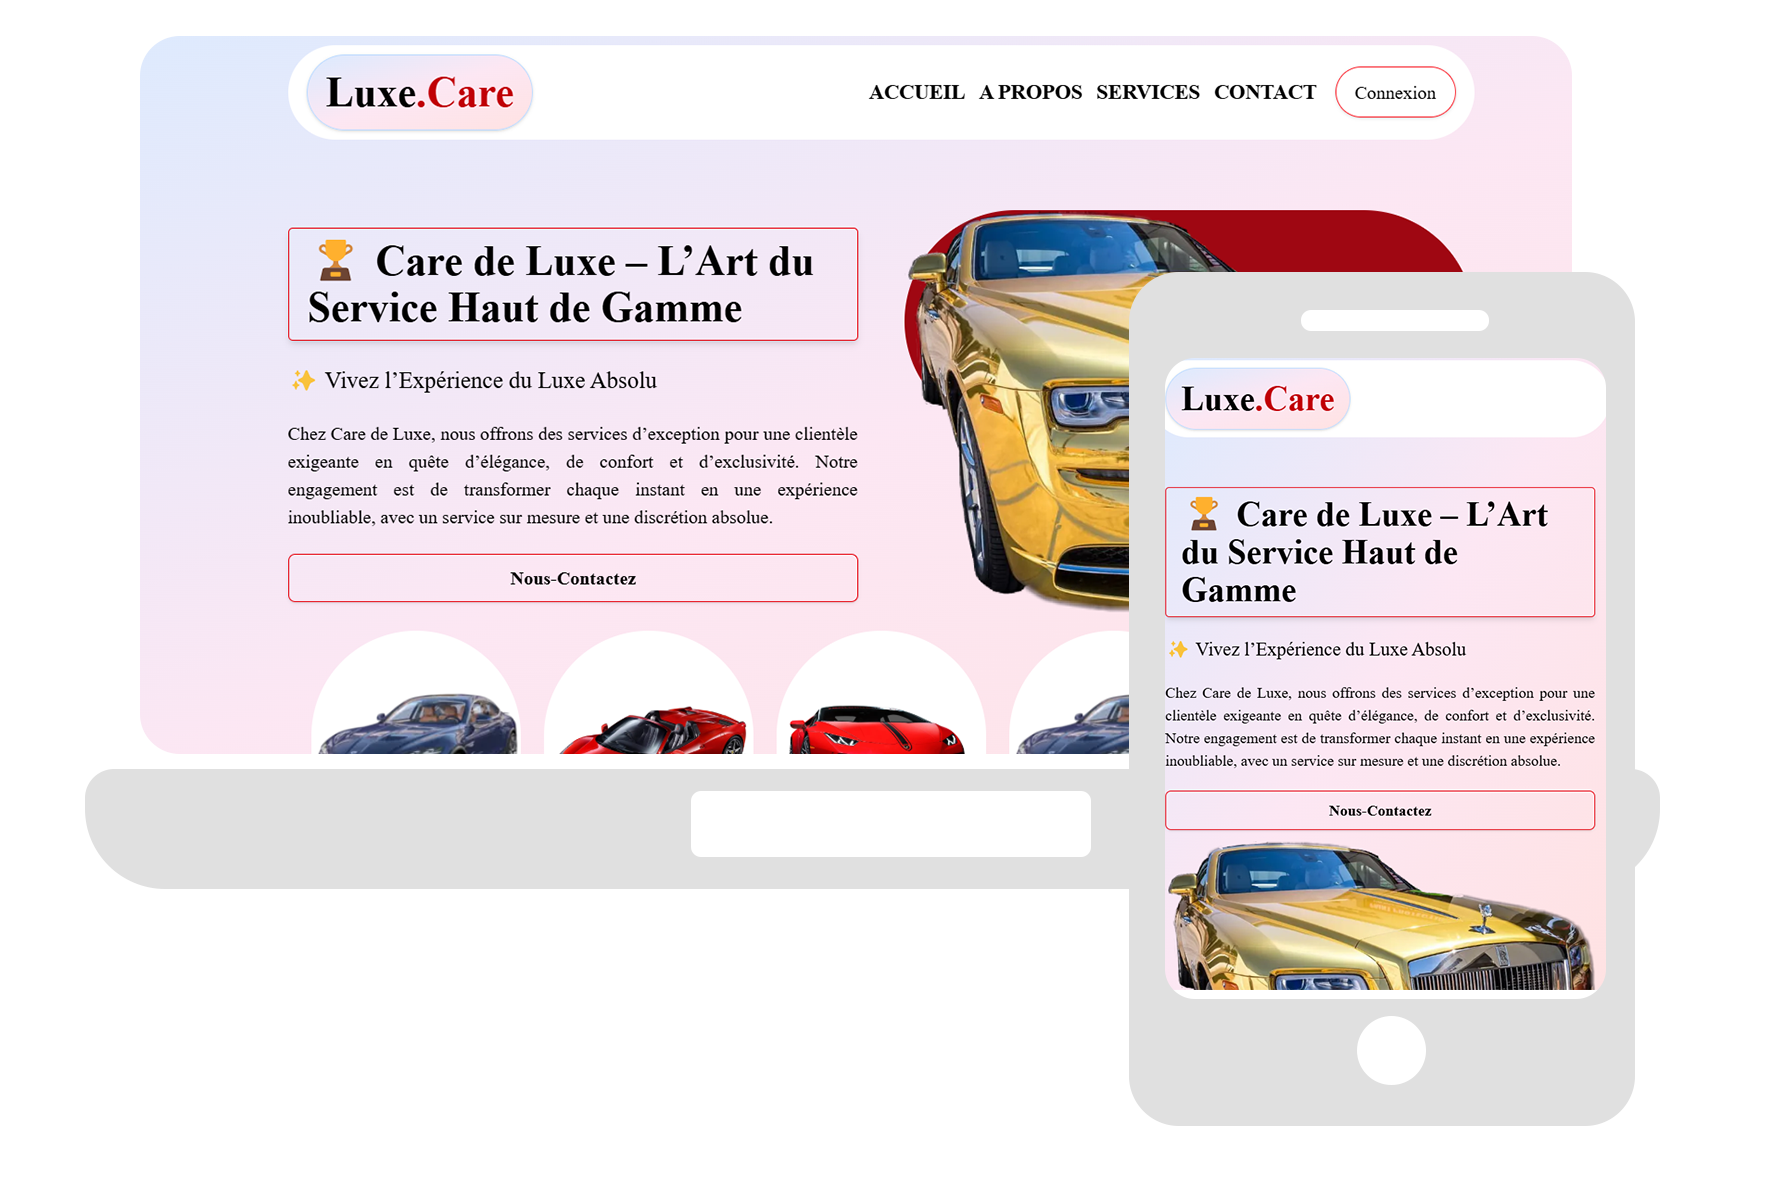 Luxe.Care
ACCUEIL A PROPOS SERVICES CONTACT Connexion
🏆 Care de Luxe – L’Art du
Service Haut de Gamme
✨ Vivez l’Expérience du Luxe Absolu
Chez Care de Luxe, nous offrons des services d’exception pour une clientèle
exigeante en quête d’élégance, de confort et d’exclusivité. Notre
engagement est de transformer chaque instant en une expérience
inoubliable, avec un service sur mesure et une discrétion absolue.
Nous-Contactez
Luxe.Care
🏆 Care de Luxe – L’Art
du Service Haut de
Gamme
✨ Vivez l’Expérience du Luxe Absolu
Chez Care de Luxe, nous offrons des services d’exception pour une
clientèle exigeante en quête d’élégance, de confort et d’exclusivité.
Notre engagement est de transformer chaque instant en une expérience
inoubliable, avec un service sur mesure et une discrétion absolue.
Nous-Contactez